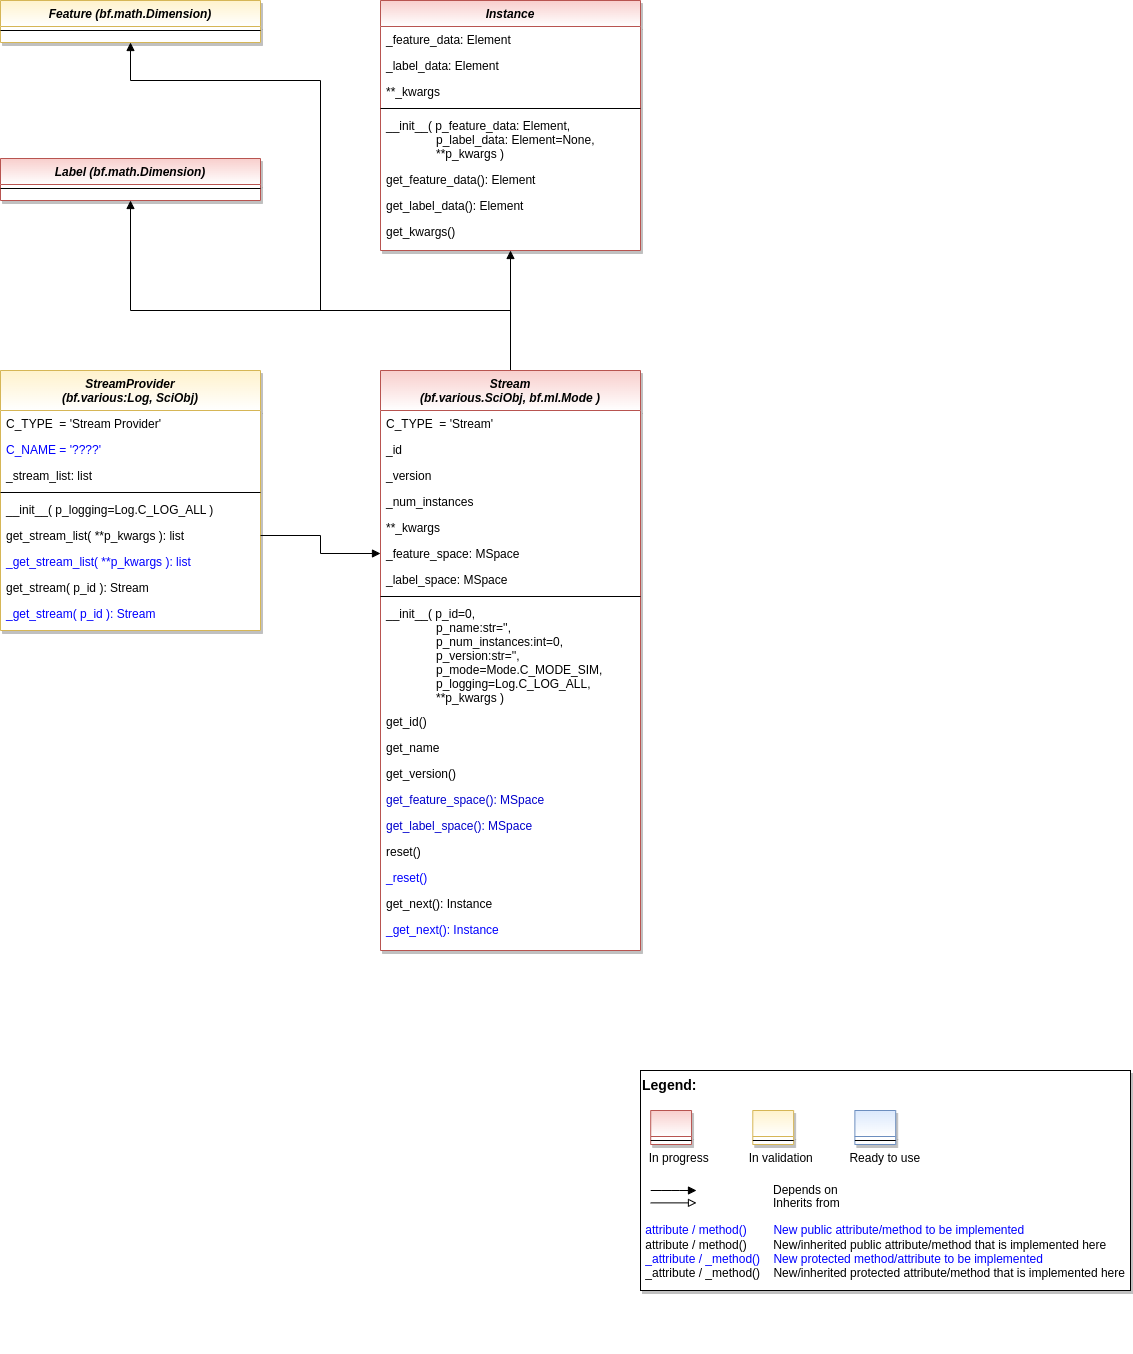 Feature (bf.math.Dimension)
Label (bf.math.Dimension)
Instance
_feature_data: Element
_label_data: Element
**_kwargs
__init__( p_feature_data: Element,
p_label_data: Element=None,
**p_kwargs )
get_feature_data(): Element
get_label_data(): Element
get_kwargs()
StreamProvider
(bf.various:Log, SciObj)
C_TYPE  = 'Stream Provider'
C_NAME = '????'
_stream_list: list
__init__( p_logging=Log.C_LOG_ALL )
get_stream_list( **p_kwargs ): list
_get_stream_list( **p_kwargs ): list
get_stream( p_id ): Stream
_get_stream( p_id ): Stream
Stream
(bf.various.SciObj, bf.ml.Mode )
C_TYPE  = 'Stream'
_id
_version
_num_instances
**_kwargs
_feature_space: MSpace
_label_space: MSpace
__init__( p_id=0,
p_name:str='',
p_num_instances:int=0,
p_version:str='',
p_mode=Mode.C_MODE_SIM,
p_logging=Log.C_LOG_ALL,
**p_kwargs )
get_id()
get_name
get_version()
get_feature_space(): MSpace
get_label_space(): MSpace
reset()
_reset()
get_next(): Instance
_get_next(): Instance
Legend:
In progress
In validation
Ready to use
Depends on
Inherits from
attribute / method() New public attribute/method to be implemented
attribute / method() New/inherited public attribute/method that is implemented here
_attribute / _method() New protected method/attribute to be implemented
_attribute / _method() New/inherited protected attribute/method that is implemented here